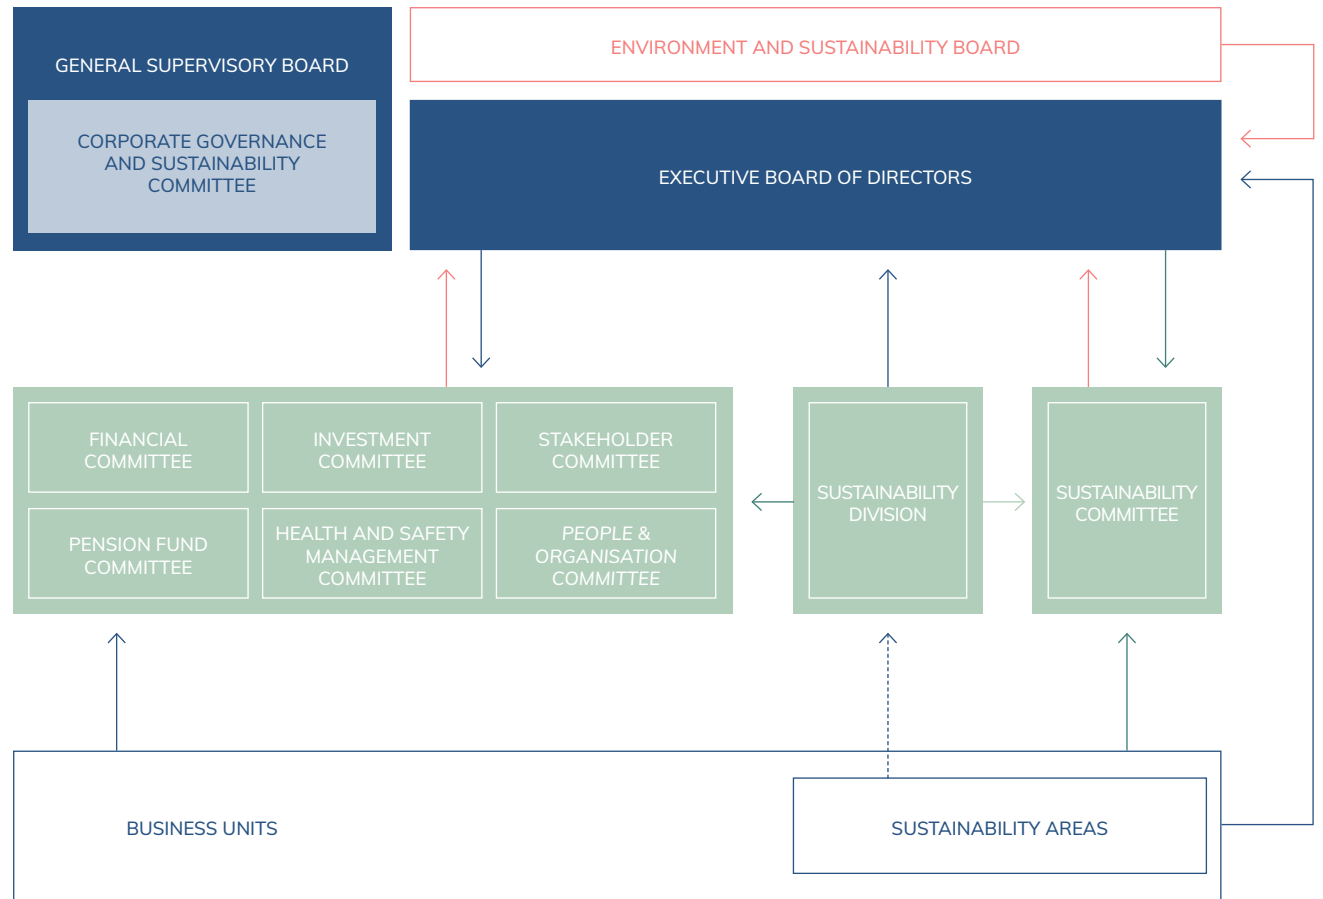 GENERAL SUPERVISORY BOARD
CORPORATE GOVERNANCE
AND SUSTAINABILITY
COMMITTEE
ENVIRONMENT AND SUSTAINABILITY BOARD
EXECUTIVE BOARD OF DIRECTORS
FINANCIAL
COMMITTEE
INVESTMENT
COMMITTEE
STAKEHOLDER
COMMITTEE
PENSION FUND
COMMITTEE
HEALTH AND SAFETY
MANAGEMENT
COMMITTEE
PEOPLE &
ORGANISATION
COMMITTEE
SUSTAINABILITY
DIVISION
SUSTAINABILITY
COMMITTEE
BUSINESS UNITS
SUSTAINABILITY AREAS